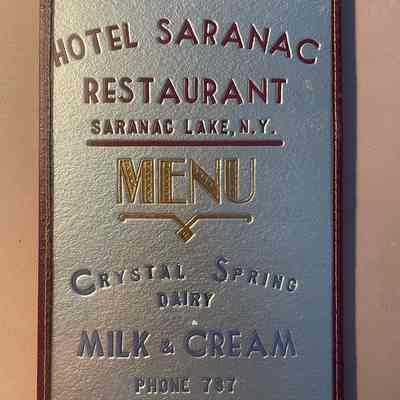 HOTEL SARANAC
RESTAURANT
SARANAC LAKE, N.Y.
MENU
CRYSTAL SPRING
DAIRY
MILK & CREAM
PHONE 737